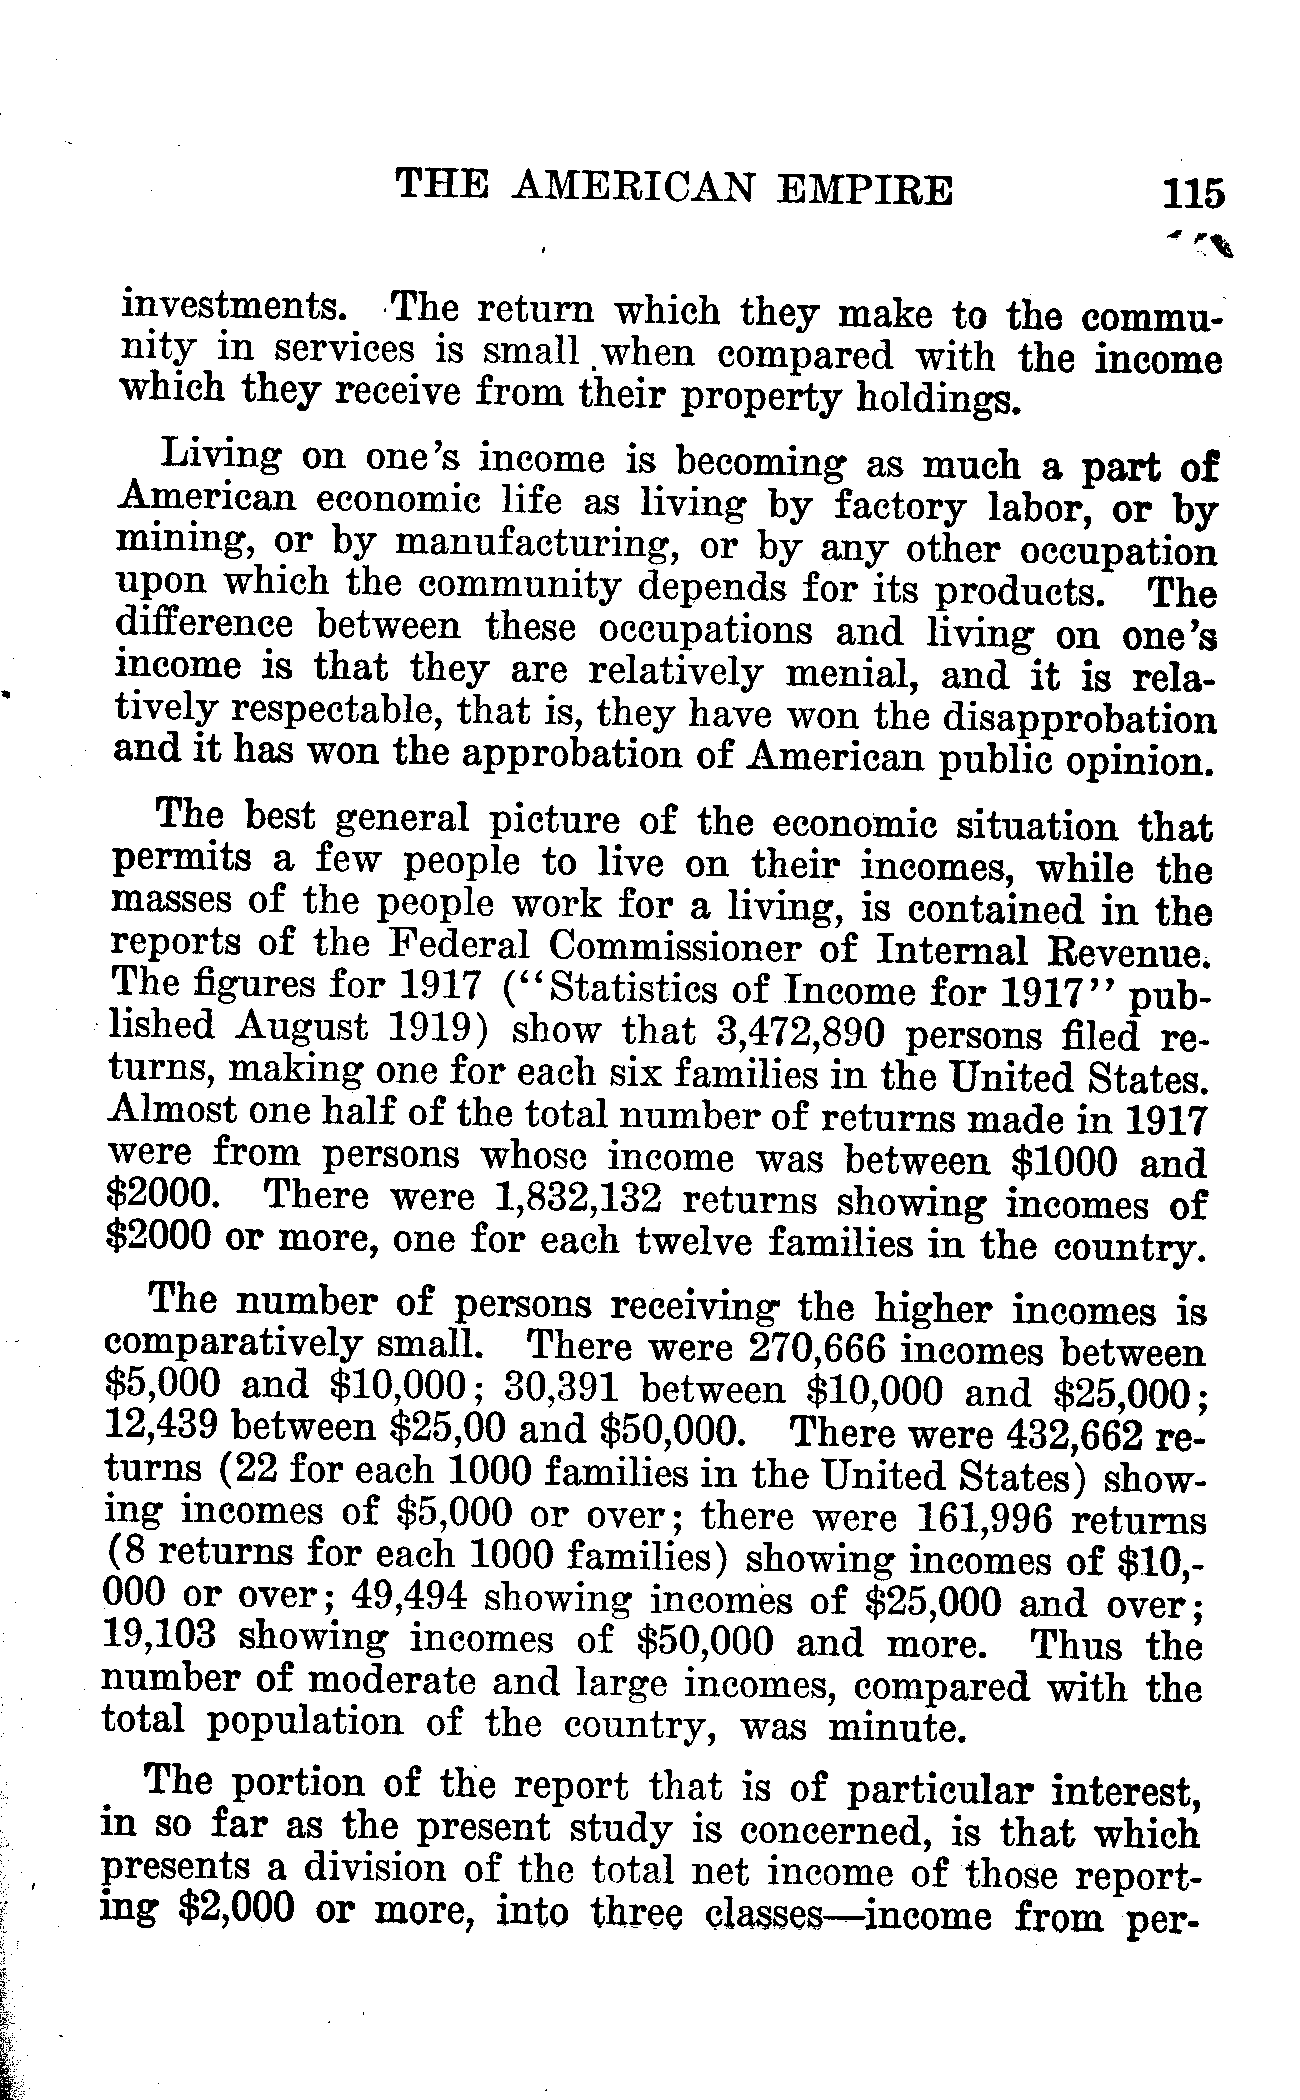 THE AMERICAN EMPIRE 115
investments. The return which they make to the commu-
nity in services is small when compared with the income
which they receive from their property holdings.
Living on one's income is becoming as much a part of
American economic life as living by factory labor, or by
mining, or by manufacturing, or by any other occupation
upon which the community depends for its products. The
difference between these occupations and living on one's
income is that they are relatively menial, and it is rela-
tively respectable, that is, they have won the disapprobation
and it has won the approbation of American public opinion.
The best general picture of the economic situation that
permits a few people to live on their incomes, while the
masses of the people work for a living, is contained in the
reports of the Federal Commissioner of Internal Revenue.
The figures for 1917 ("Statistics of Income for 1917" pub-
lished August 1919) show that 3,472,890 persons filed re-
turns, making one for each six families in the United States.
Almost one half of the total number of returns made in 1917
were from persons whose income was between $1000 and
$2000. There were 1,832,132 returns showing incomes of
$2000 or more, one for each twelve families in the country.
The number of persons receiving the higher incomes is
comparatively small. There were 270,666 incomes between
$5,000 and $10,000; 30,391 between $10,000 and $25,000;
12,439 between $25,00 and $50,000. There were 432,662 re-
turns (22 for each 1000 families in the United States) show-
ing incomes of $5,000 or over; there were 161,996 returns
(8 returns for each 1000 families) showing incomes of $10,-
000 or over; 49,494 showing incomes of $25,000 and over;
19,103 showing incomes of $50,000 and more. Thus the
number of moderate and large incomes, compared with the
total population of the country, was minute.
The portion of the report that is of particular interest,
in so far as the present study is concerned, is that which
presents a division of the total net income of those report-
ing $2,000 or more, into three classes—income from per-